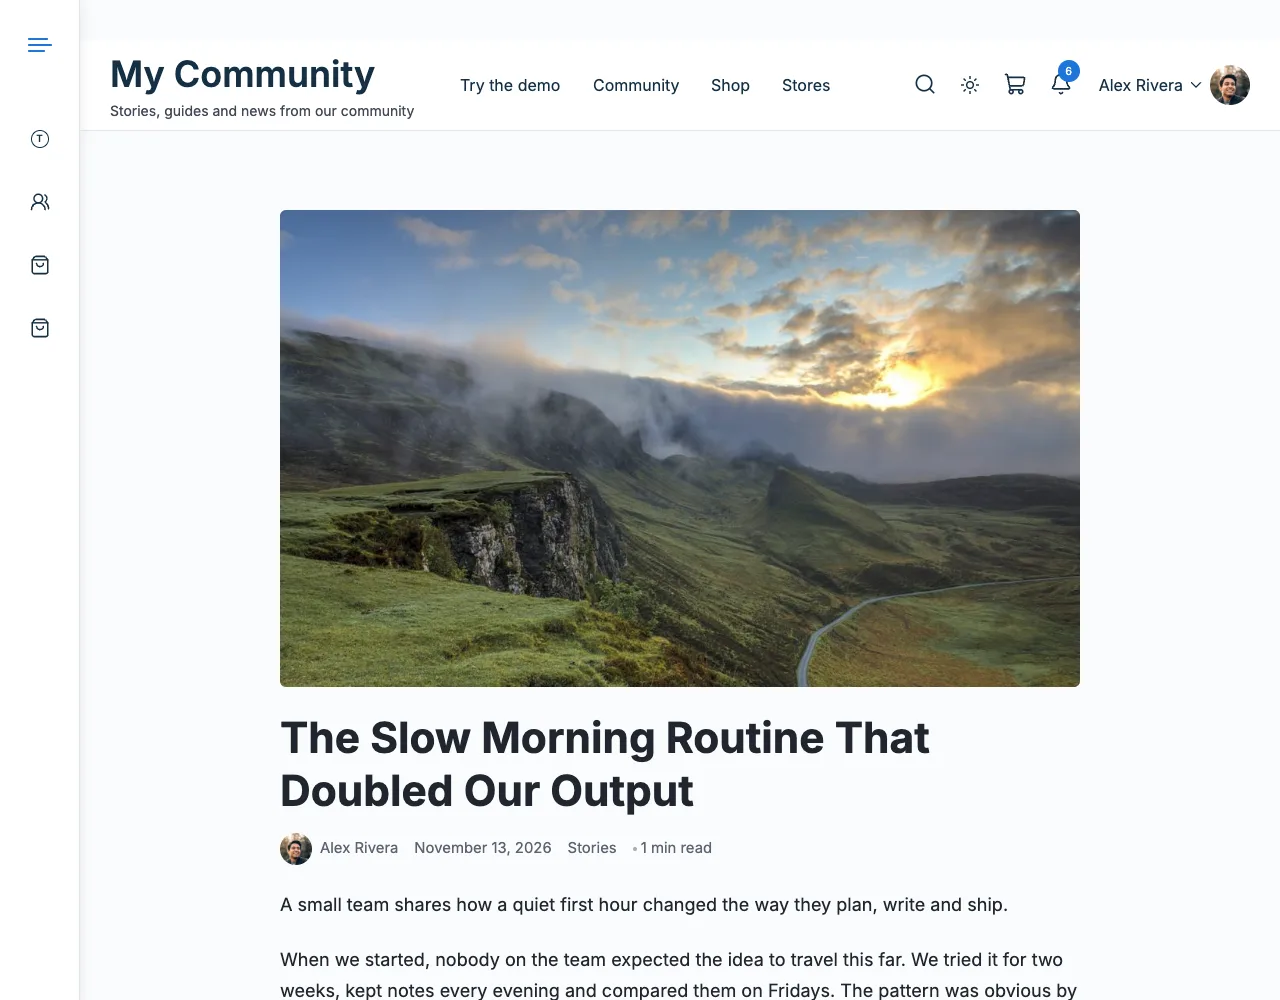 My Community
Stories, guides and news from our community
Try the demo
Community
Shop
Stores
6
Alex Rivera
T
The Slow Morning Routine That
Doubled Our Output
Alex Rivera November 13, 2026 Stories • 1 min read
A small team shares how a quiet first hour changed the way they plan, write and ship.
When we started, nobody on the team expected the idea to travel this far. We tried it for two
weeks, kept notes every evening and compared them on Fridays. The pattern was obvious by